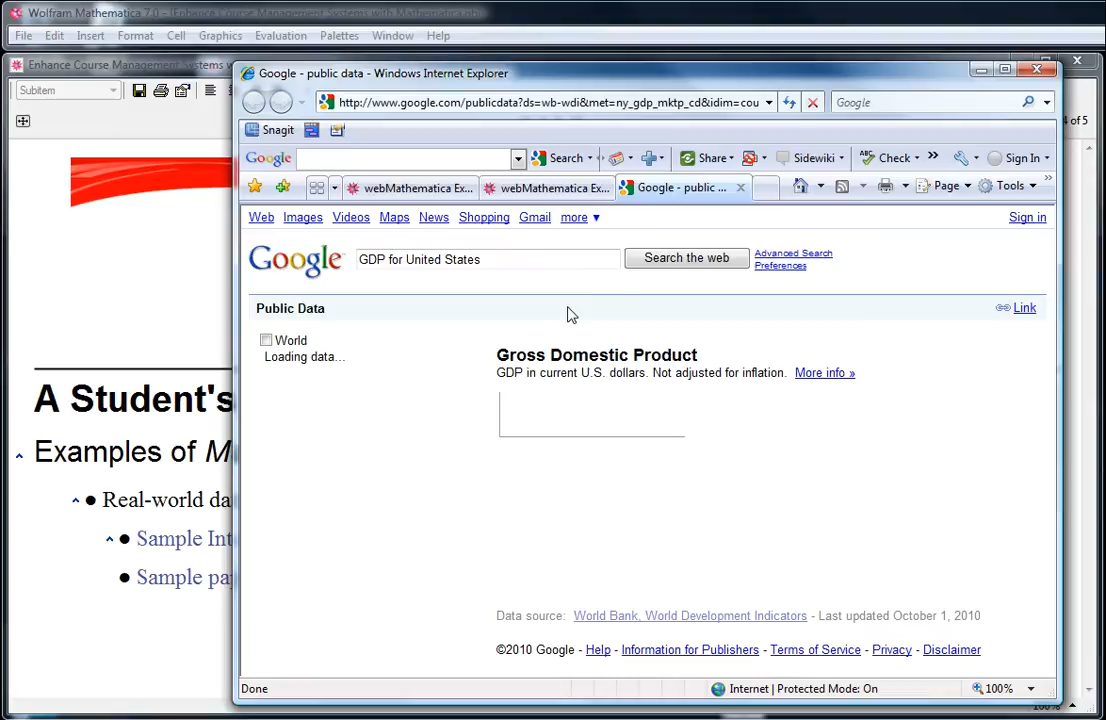 Wolfram Mathematica 7.0 - [Enhance Course Management Systems with Mathematica.nb]
File Edit Insert Format Cell Graphics Evaluation Palettes Window Help
Enhance Course Management Systems w
Google - public data - Windows Internet Explorer
Subitem
http://www.google.com/publicdata?ds=wb-wdi&met=ny_gdp_mktp_cd&idim=cou
Google
4 of 5
Snagit
Google Search Share Sidewiki Check Sign In
webMathematica Ex... webMathematica Ex... Google - public ... Page Tools
Web Images Videos Maps News Shopping Gmail more ▼ Sign in
Google GDP for United States Search the web Advanced Search
Preferences
Public Data Link
World
Loading data...
Gross Domestic Product
GDP in current U.S. dollars. Not adjusted for inflation. More info »
A Student's
Examples of M
• Real-world da
• Sample Int
• Sample pa
Data source: World Bank, World Development Indicators - Last updated October 1, 2010
©2010 Google - Help - Information for Publishers - Terms of Service - Privacy - Disclaimer
Done Internet | Protected Mode: On 100%
100%